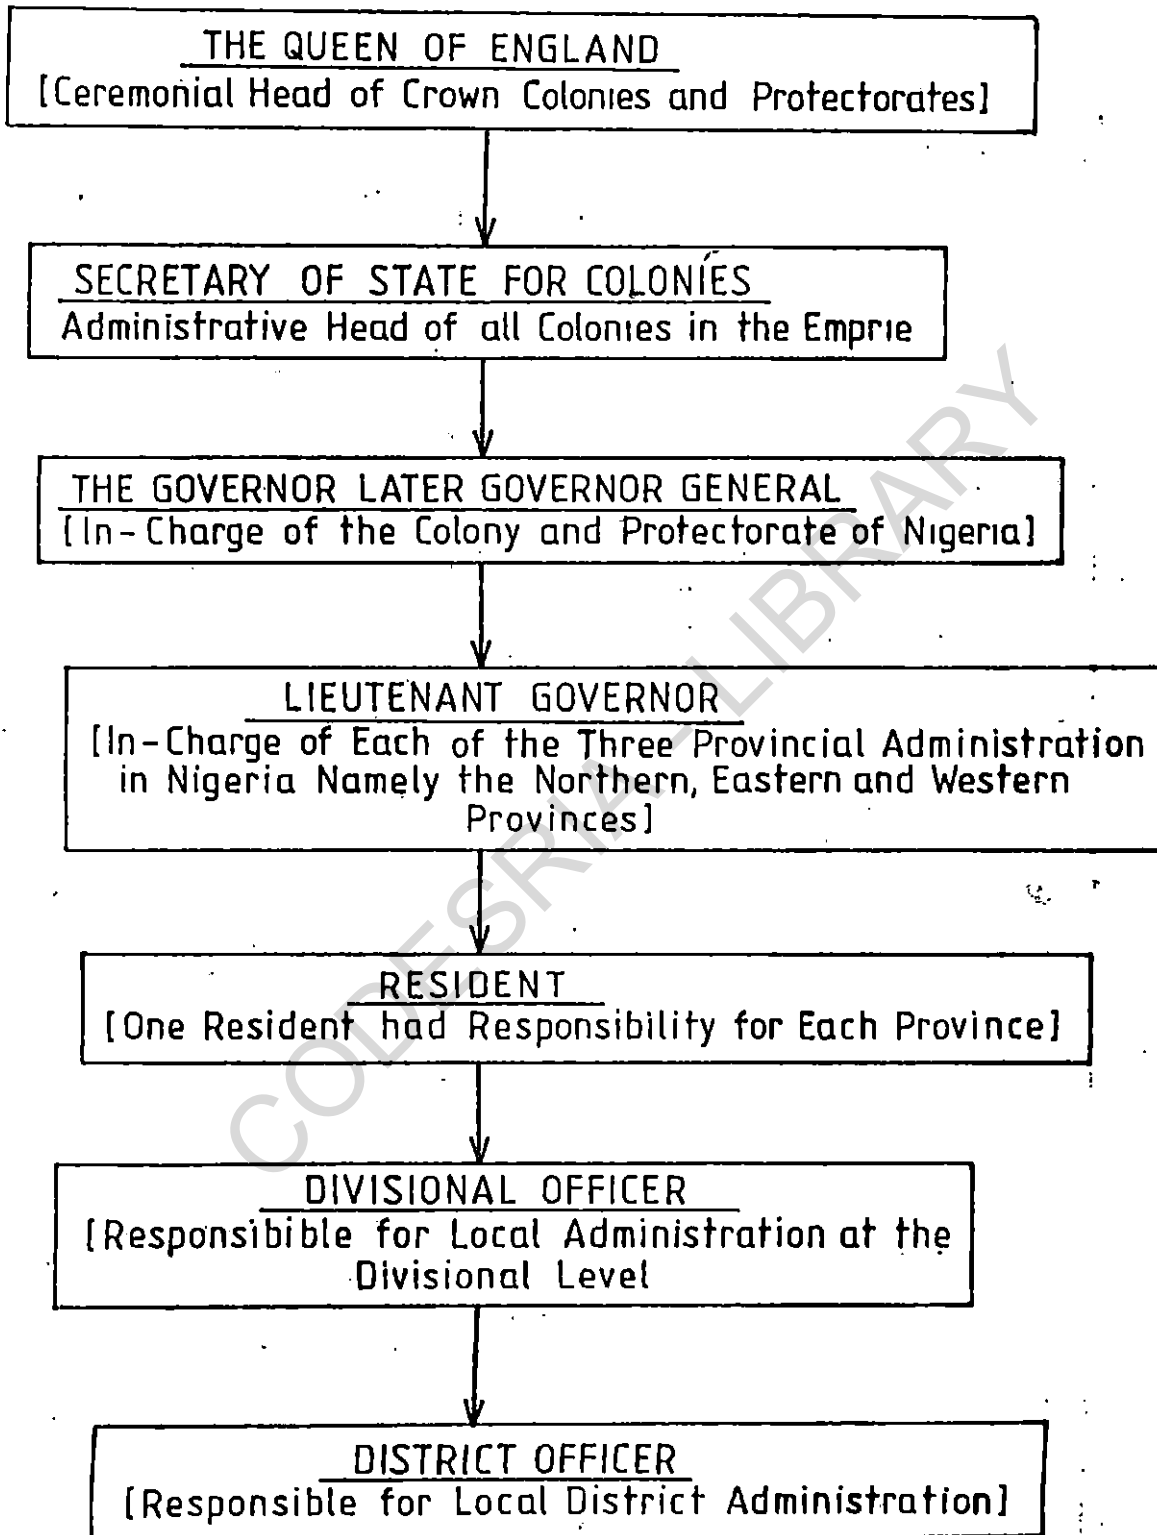 THE QUEEN OF ENGLAND
[Ceremonial Head of Crown Colonies and Protectorates]
SECRETARY OF STATE FOR COLONIES
Administrative Head of all Colonies in the Emprie
THE GOVERNOR LATER GOVERNOR GENERAL
[In-Charge of the Colony and Protectorate of Nigeria]
LIEUTENANT GOVERNOR
[In-Charge of Each of the Three Provincial Administration
in Nigeria Namely the Northern, Eastern and Western
Provinces]
RESIDENT
[One Resident had Responsibility for Each Province]
DIVISIONAL OFFICER
[Responsibible for Local Administration at the
Divisional Level
DISTRICT OFFICER
[Responsible for Local District Administration]
CODESRIA - LIBRARY